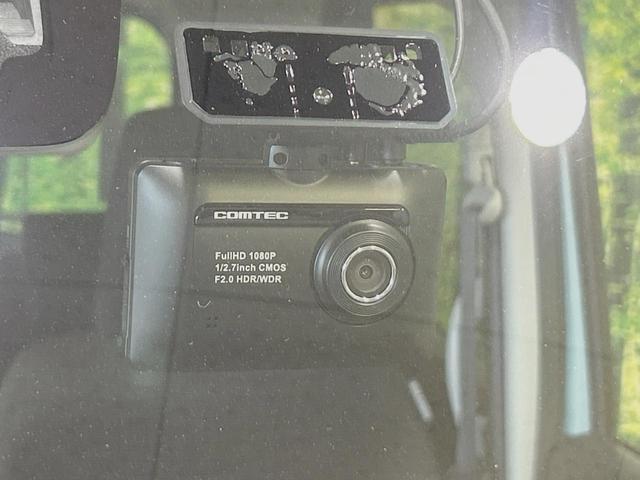 COMTEC
FullHD 1080P
1/2.7inch CMOS
F2.0 HDR/WDR